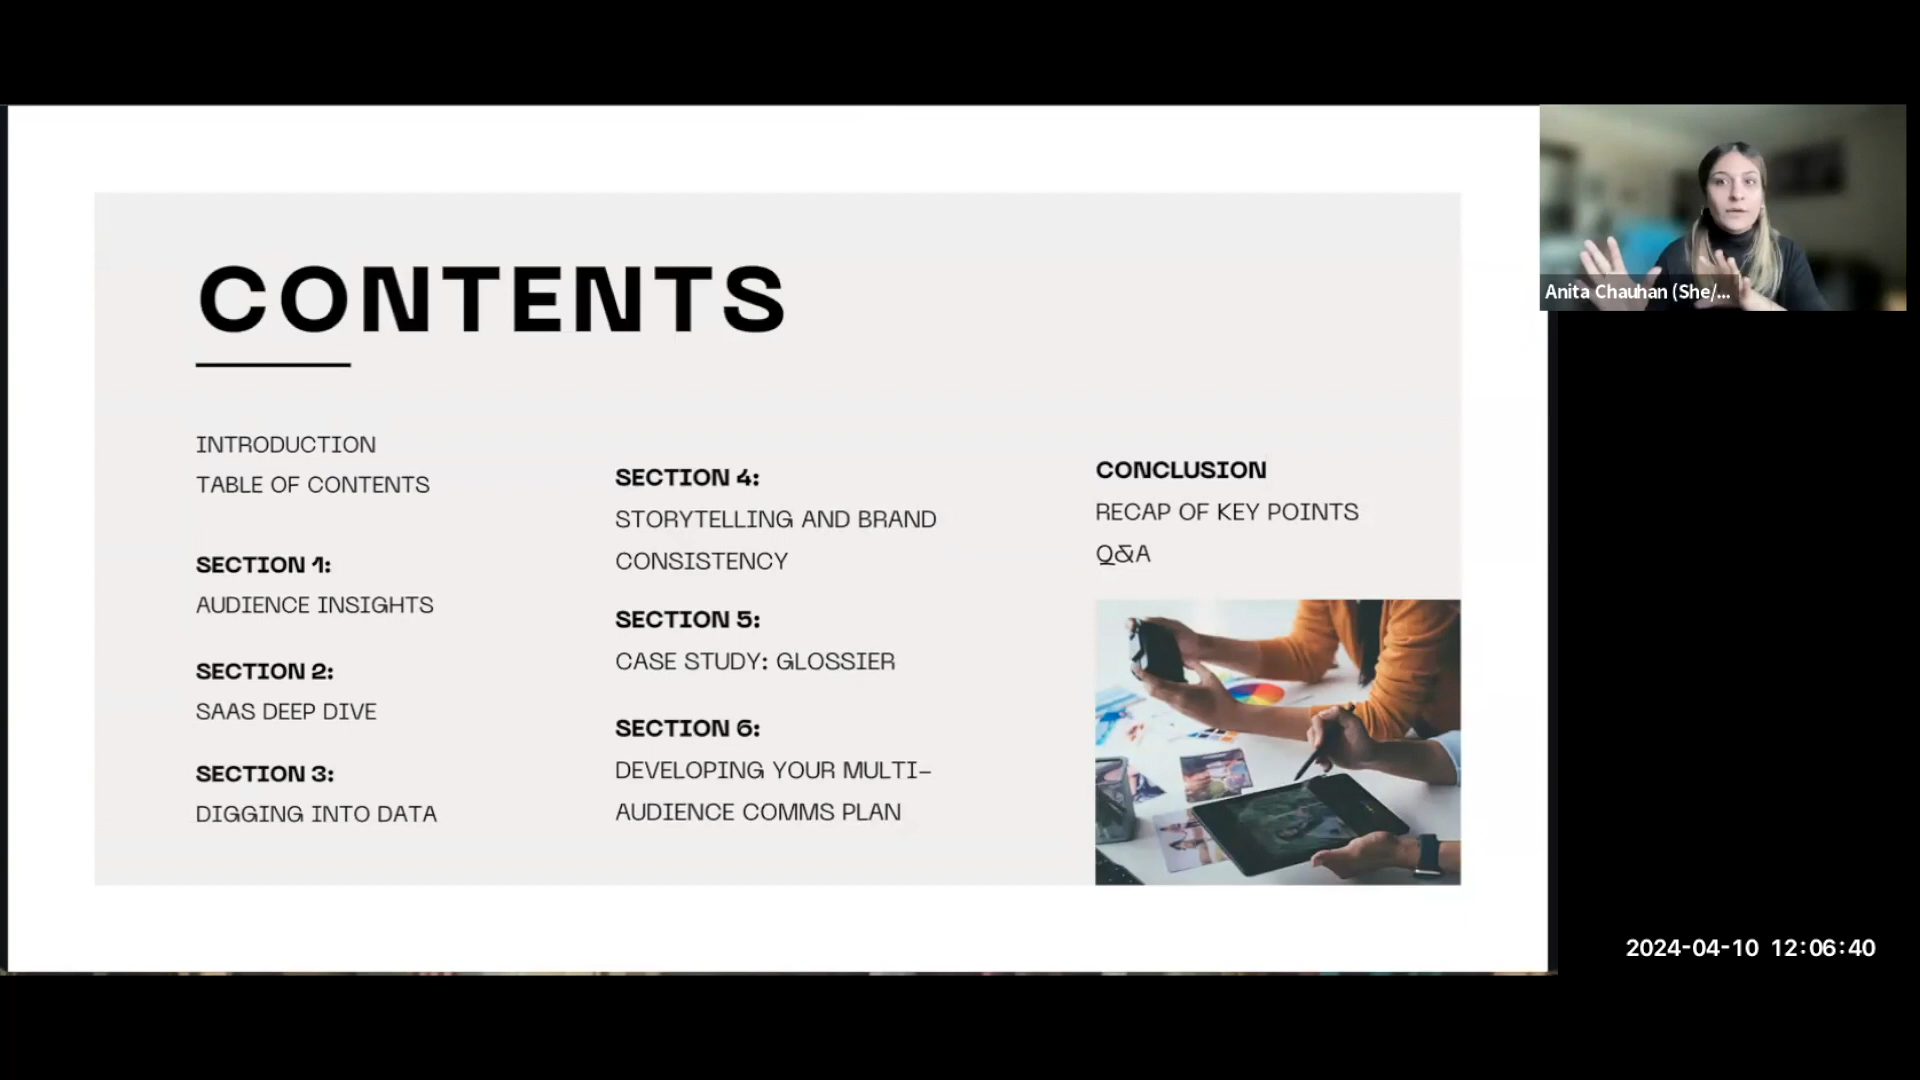 CONTENTS
INTRODUCTION
TABLE OF CONTENTS
SECTION 1:
AUDIENCE INSIGHTS
SECTION 2:
SAAS DEEP DIVE
SECTION 3:
DIGGING INTO DATA
SECTION 4:
STORYTELLING AND BRAND
CONSISTENCY
SECTION 5:
CASE STUDY: GLOSSIER
SECTION 6:
DEVELOPING YOUR MULTI-
AUDIENCE COMMS PLAN
CONCLUSION
RECAP OF KEY POINTS
Q&A
Anita Chauhan (She/...
2024-04-10 12:06:40